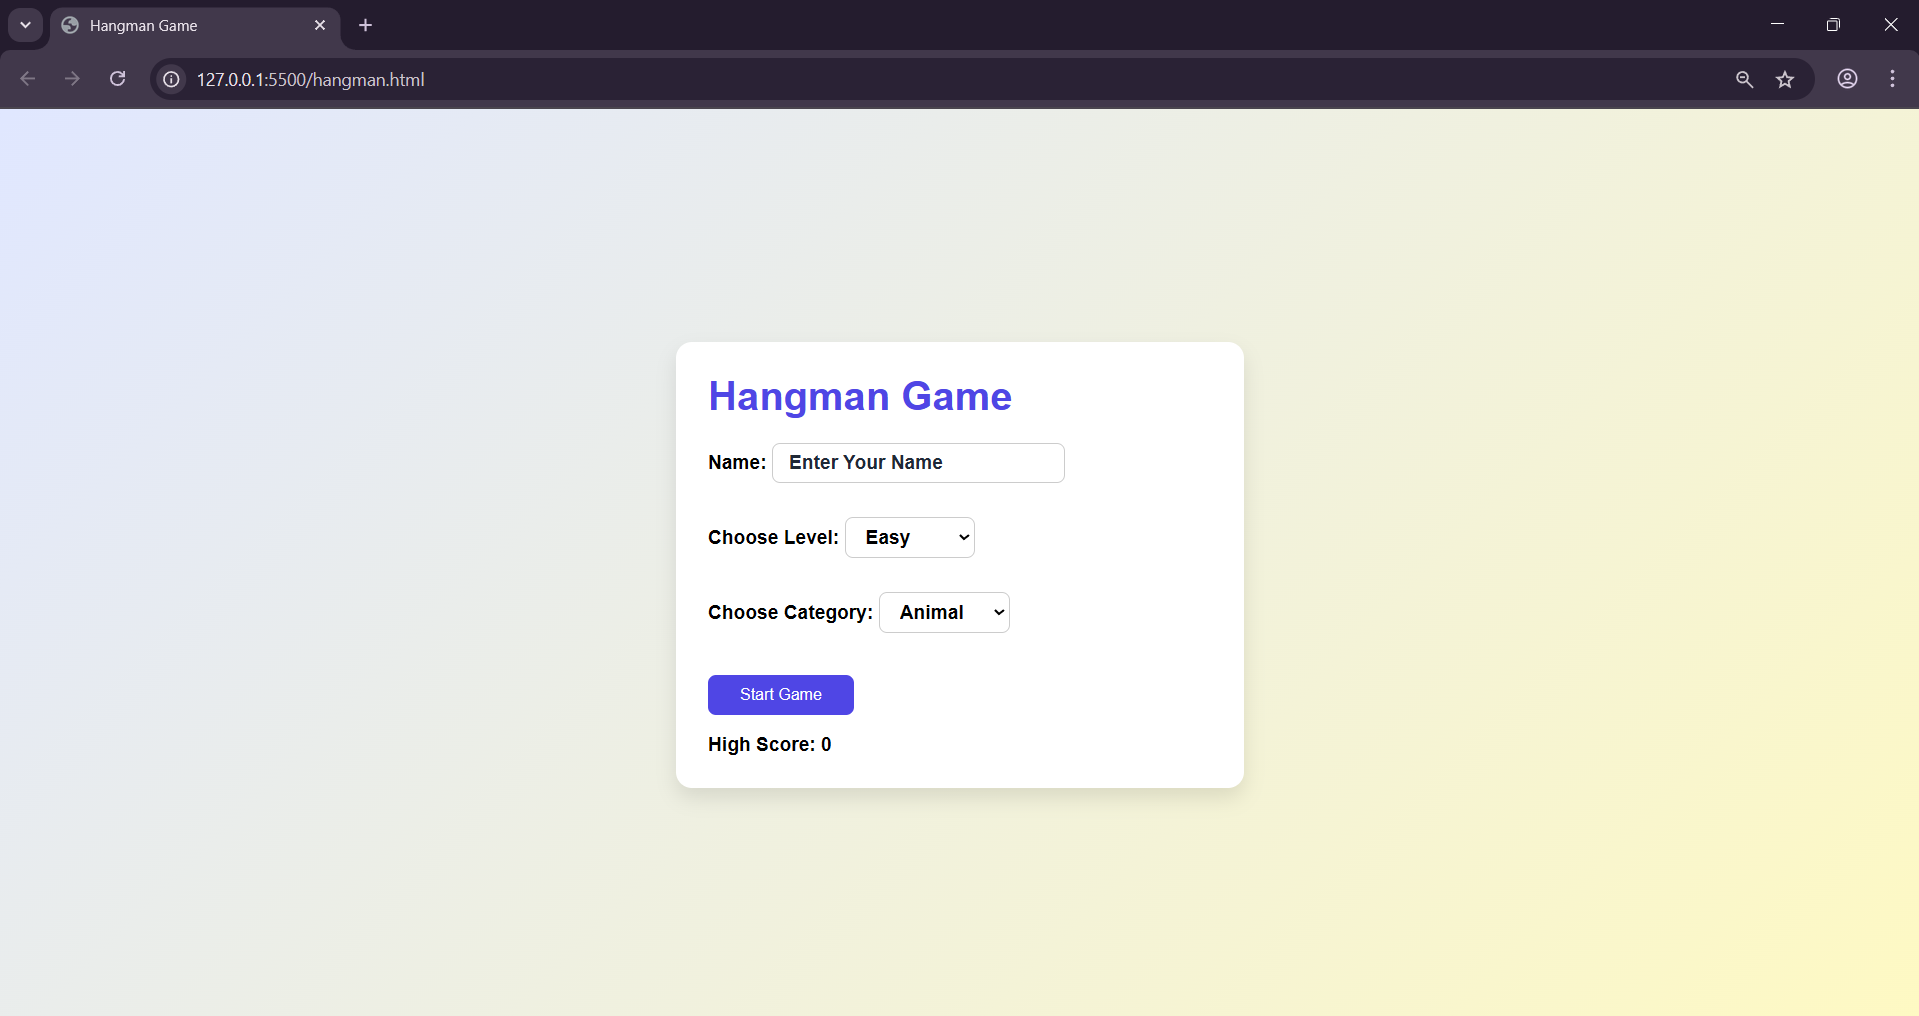 Hangman Game
127.0.0.1:5500/hangman.html
Hangman Game
Name: Enter Your Name
Choose Level: Easy
Choose Category: Animal
Start Game
High Score: 0